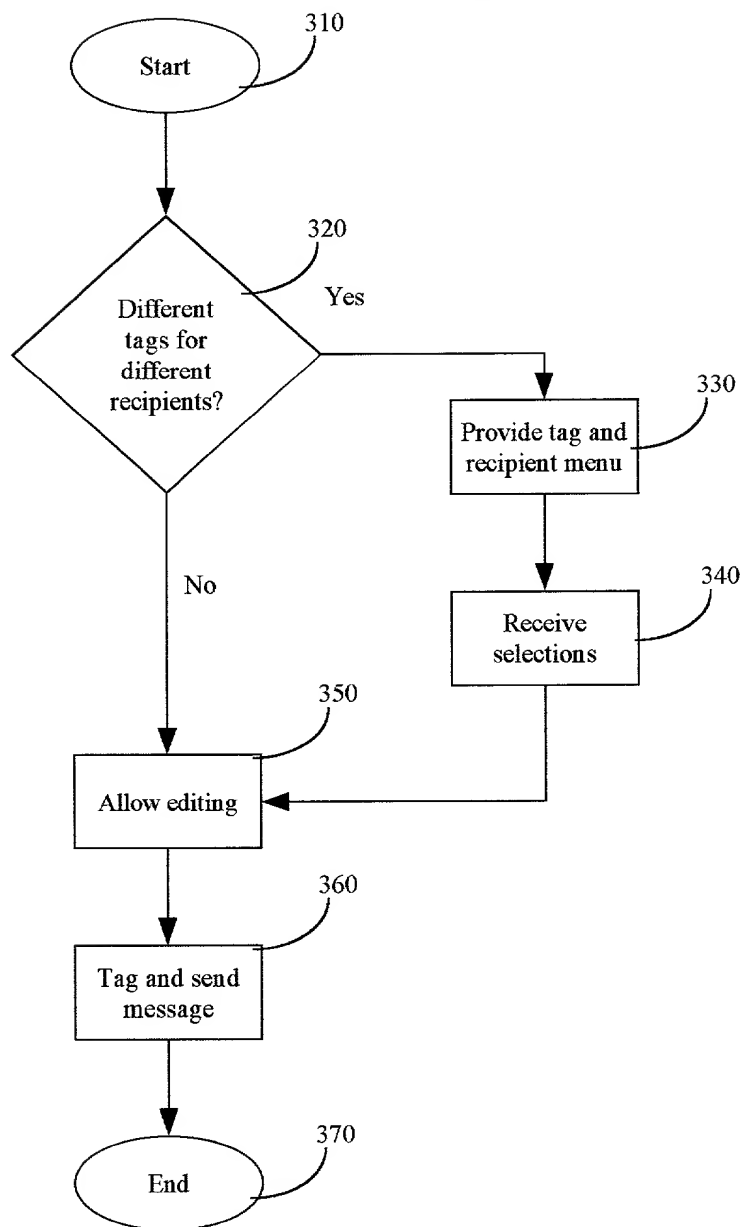 310
Start
320
Different
tags for
different
recipients?
Yes
330
Provide tag and
recipient menu
340
Receive
selections
No
350
Allow editing
360
Tag and send
message
370
End